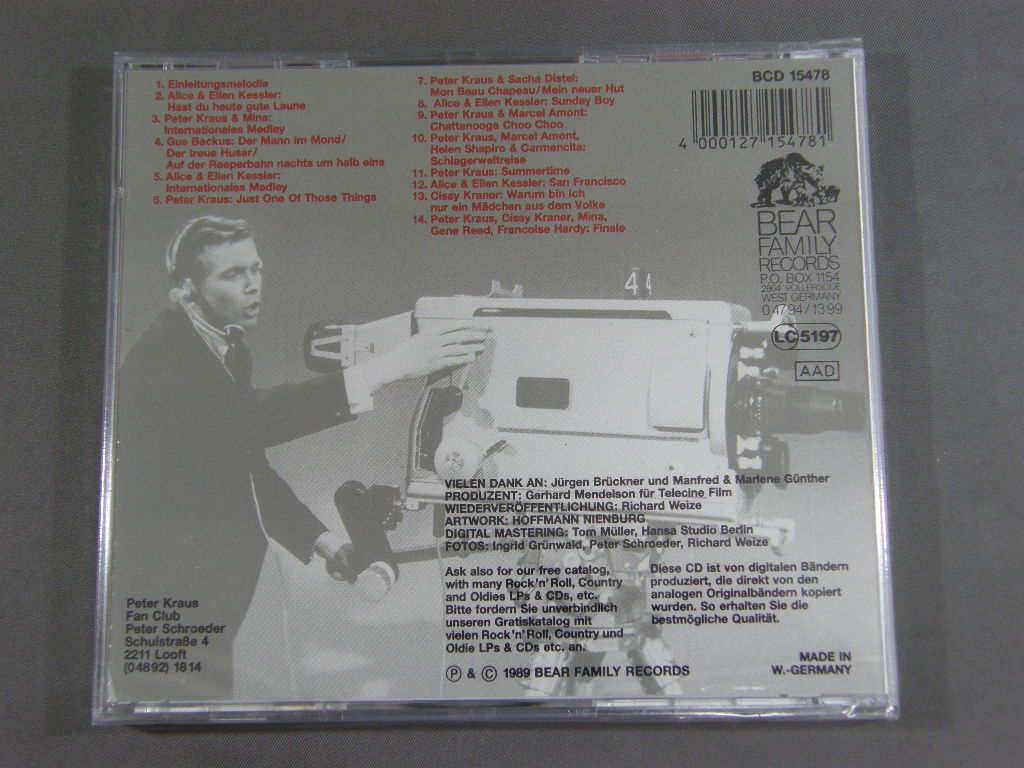 1. Einleitungsmelodie
2. Alice & Ellen Kessler:
Hast du heute gute Laune
3. Peter Kraus & Mina:
Internationales Medley
4. Gus Backus: Der Mann im Mond/
Der treue Husar/
Auf der Reeperbahn nachts um halb eins
5. Alice & Ellen Kessler:
Internationales Medley
6. Peter Kraus: Just One Of Those Things
7. Peter Kraus & Sacha Distel:
Mon Beau Chapeau/Mein neuer Hut
8. Alice & Ellen Kessler: Sunday Boy
9. Peter Kraus & Marcel Amont:
Chattanooga Choo Choo
10. Peter Kraus, Marcel Amont,
Helen Shapiro & Carmencita:
Schlagerweltreise
11. Peter Kraus: Summertime
12. Alice & Ellen Kessler: San Francisco
13. Cissy Kraner: Warum bin ich
nur ein Mädchen aus dem Volke
14. Peter Kraus, Cissy Kraner, Mina,
Gene Reed, Francoise Hardy: Finale
BCD 15478
4 000127 154781
BEAR
FAMILY
RECORDS
P.O. BOX 1154
2864 VOLLERSODE
WEST GERMANY
04794/1399
LC 5197
AAD
4
VIELEN DANK AN: Jürgen Brückner und Manfred & Marlene Günther
PRODUZENT: Gerhard Mendelson für Telecine Film
WIEDERVERÖFFENTLICHUNG: Richard Weize
ARTWORK: HOFFMANN NIENBURG
DIGITAL MASTERING: Tom Müller, Hansa Studio Berlin
FOTOS: Ingrid Grünwald, Peter Schroeder, Richard Weize
Ask also for our free catalog,
with many Rock'n'Roll, Country
and Oldies LPs & CDs, etc.
Bitte fordern Sie unverbindlich
unseren Gratiskatalog mit
vielen Rock'n'Roll, Country und
Oldie LPs & CDs etc. an.
Diese CD ist von digitalen Bändern
produziert, die direkt von den
analogen Originalbändern kopiert
wurden. So erhalten Sie die
bestmögliche Qualität.
Peter Kraus
Fan Club
Peter Schroeder
Schulstraße 4
2211 Looft
(04892) 1814
Ⓟ & © 1989 BEAR FAMILY RECORDS
MADE IN
W.-GERMANY